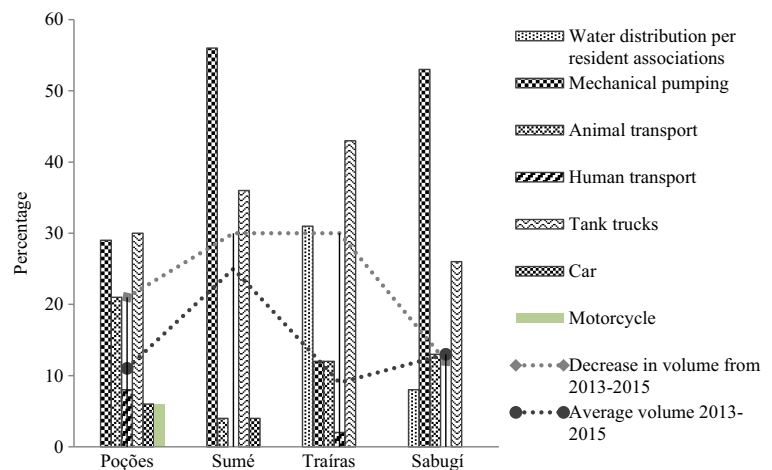 60
50
40
30
20
10
0
Percentage
Poções
Sumé
Traíras
Sabugí
Water distribution per
resident associations
Mechanical pumping
Animal transport
Human transport
Tank trucks
Car
Motorcycle
Decrease in volume from
2013-2015
Average volume 2013-
2015